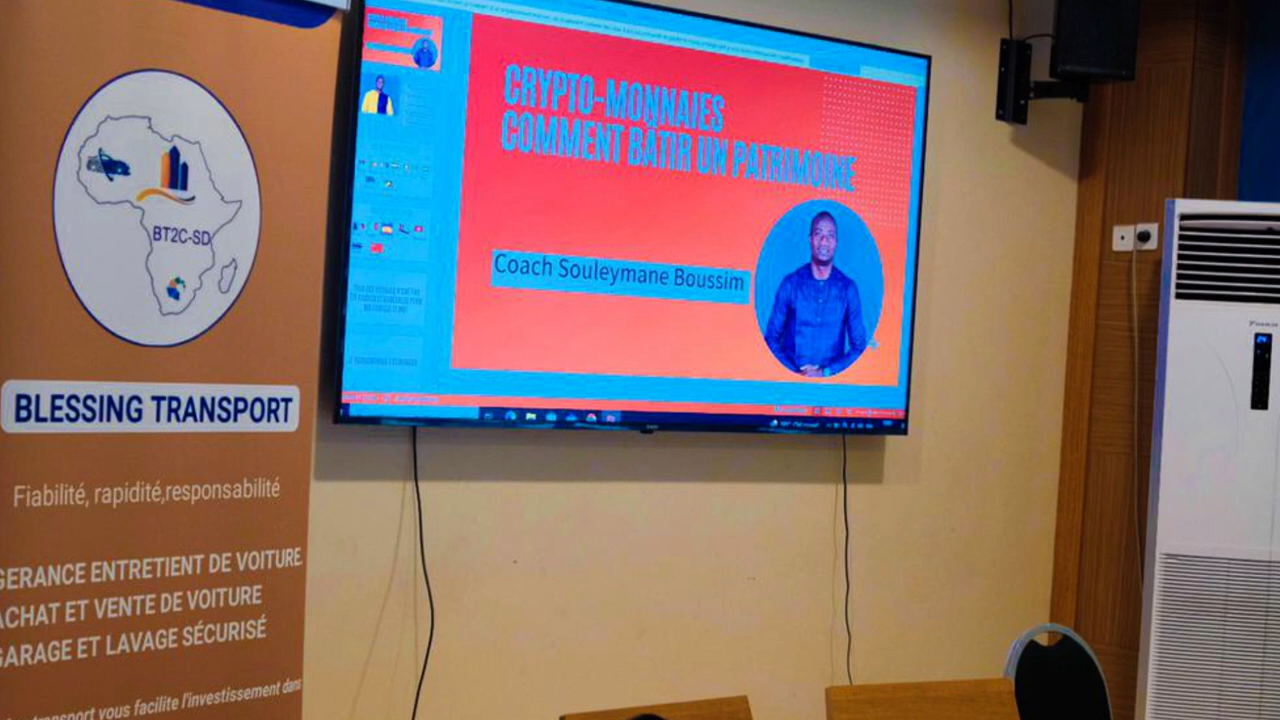 BT2C-SD
BLESSING TRANSPORT
Fiabilité, rapidité,responsabilité
GERANCE ENTRETIENT DE VOITURE
ACHAT ET VENTE DE VOITURE
GARAGE ET LAVAGE SÉCURISÉ
transport vous facilite l'investissement dans
CRYPTO-MONNAIES
COMMENT BÂTIR UN PATRIMOINE
Coach Souleymane Boussim